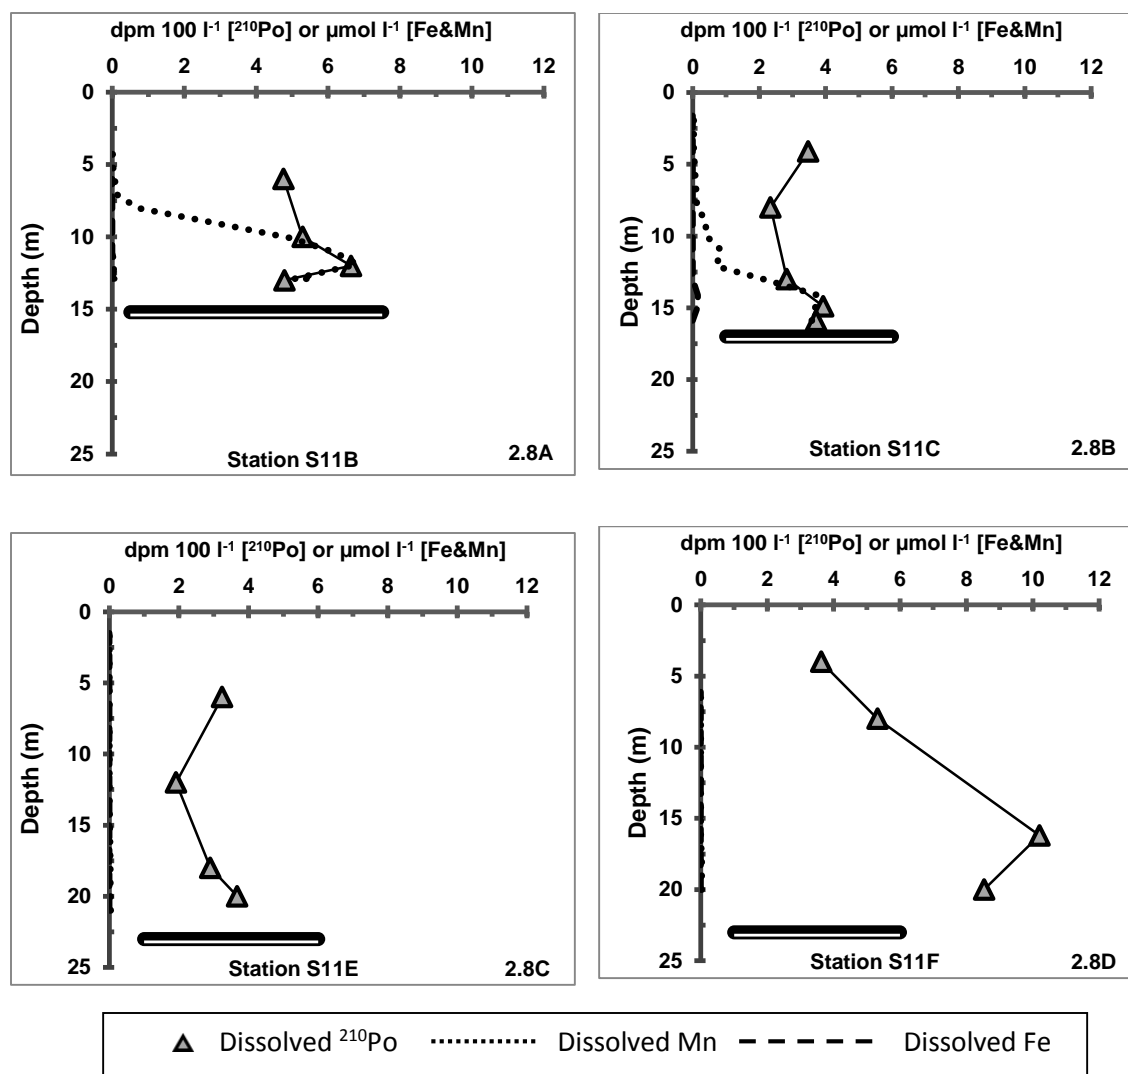 dpm 100 l⁻¹ [²¹⁰Po] or µmol l⁻¹ [Fe&Mn]
0 2 4 6 8 10 12
0
5
10
15
20
25
Depth (m)
Station S11B
2.8A
dpm 100 l⁻¹ [²¹⁰Po] or µmol l⁻¹ [Fe&Mn]
0 2 4 6 8 10 12
0
5
10
15
20
25
Depth (m)
Station S11C
2.8B
dpm 100 l⁻¹ [²¹⁰Po] or µmol l⁻¹ [Fe&Mn]
0 2 4 6 8 10 12
0
5
10
15
20
25
Depth (m)
Station S11E
2.8C
dpm 100 l⁻¹ [²¹⁰Po] or µmol l⁻¹ [Fe&Mn]
0 2 4 6 8 10 12
0
5
10
15
20
25
Depth (m)
Station S11F
2.8D
Dissolved ²¹⁰Po Dissolved Mn Dissolved Fe